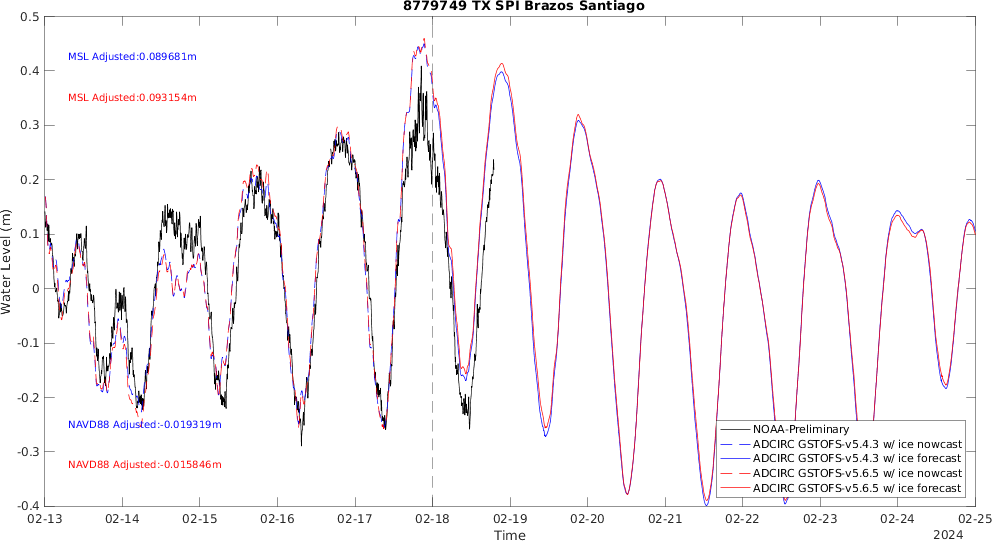 8779749 TX SPI Brazos Santiago
0.5
0.4
0.3
0.2
0.1
0
-0.1
-0.2
-0.3
-0.4
Water Level (m)
MSL Adjusted:0.089681m
MSL Adjusted:0.093154m
NAVD88 Adjusted:-0.019319m
NAVD88 Adjusted:-0.015846m
NOAA-Preliminary
ADCIRC GSTOFS-v5.4.3 w/ ice nowcast
ADCIRC GSTOFS-v5.4.3 w/ ice forecast
ADCIRC GSTOFS-v5.6.5 w/ ice nowcast
ADCIRC GSTOFS-v5.6.5 w/ ice forecast
02-13 02-14 02-15 02-16 02-17 02-18 02-19 02-20 02-21 02-22 02-23 02-24 02-25
Time
2024